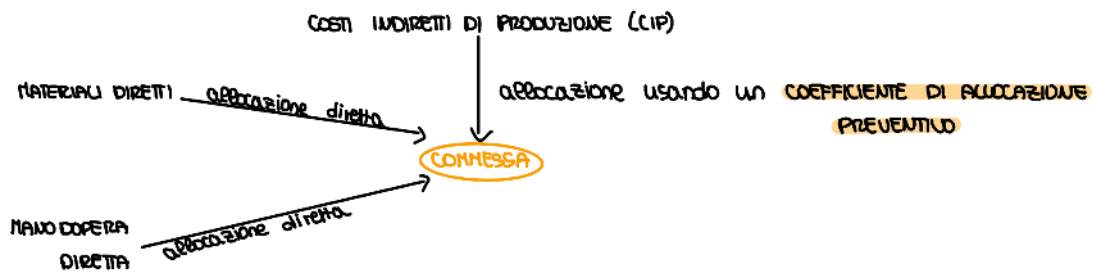 COSTI INDIRETTI DI PRODUZIONE (CIP)
MATERIALI DIRETTI
allocazione diretta
allocazione usando un COEFFICIENTE DI ALLOCAZIONE
PREVENTIVO
COMMESSA
MANODOPERA
DIRETTA
allocazione diretta